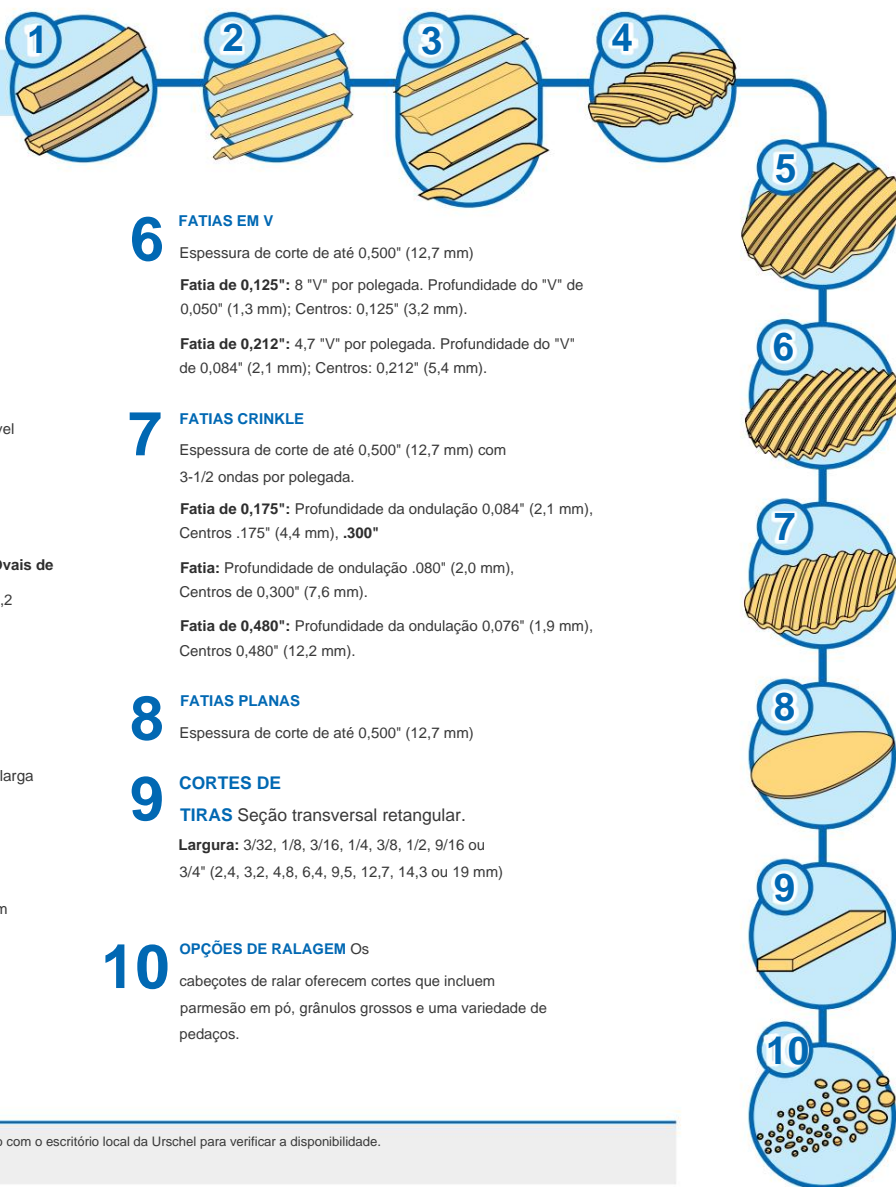 1
2
3
4
5
6
7
8
9
10
vel
Ovais de
,2
larga
m
6 FATIAS EM V
Espessura de corte de até 0,500" (12,7 mm)
Fatia de 0,125": 8 "V" por polegada. Profundidade do "V" de
0,050" (1,3 mm); Centros: 0,125" (3,2 mm).
Fatia de 0,212": 4,7 "V" por polegada. Profundidade do "V"
de 0,084" (2,1 mm); Centros: 0,212" (5,4 mm).
7 FATIAS CRINKLE
Espessura de corte de até 0,500" (12,7 mm) com
3-1/2 ondas por polegada.
Fatia de 0,175": Profundidade da ondulação 0,084" (2,1 mm),
Centros .175" (4,4 mm), .300"
Fatia: Profundidade de ondulação .080" (2,0 mm),
Centros de 0,300" (7,6 mm).
Fatia de 0,480": Profundidade da ondulação 0,076" (1,9 mm),
Centros 0,480" (12,2 mm).
8 FATIAS PLANAS
Espessura de corte de até 0,500" (12,7 mm)
9 CORTES DE
TIRAS Seção transversal retangular.
Largura: 3/32, 1/8, 3/16, 1/4, 3/8, 1/2, 9/16 ou
3/4" (2,4, 3,2, 4,8, 6,4, 9,5, 12,7, 14,3 ou 19 mm)
10 OPÇÕES DE RALAGEM Os
cabeçotes de ralar oferecem cortes que incluem
parmesão em pó, grânulos grossos e uma variedade de
pedaços.
o com o escritório local da Urschel para verificar a disponibilidade.